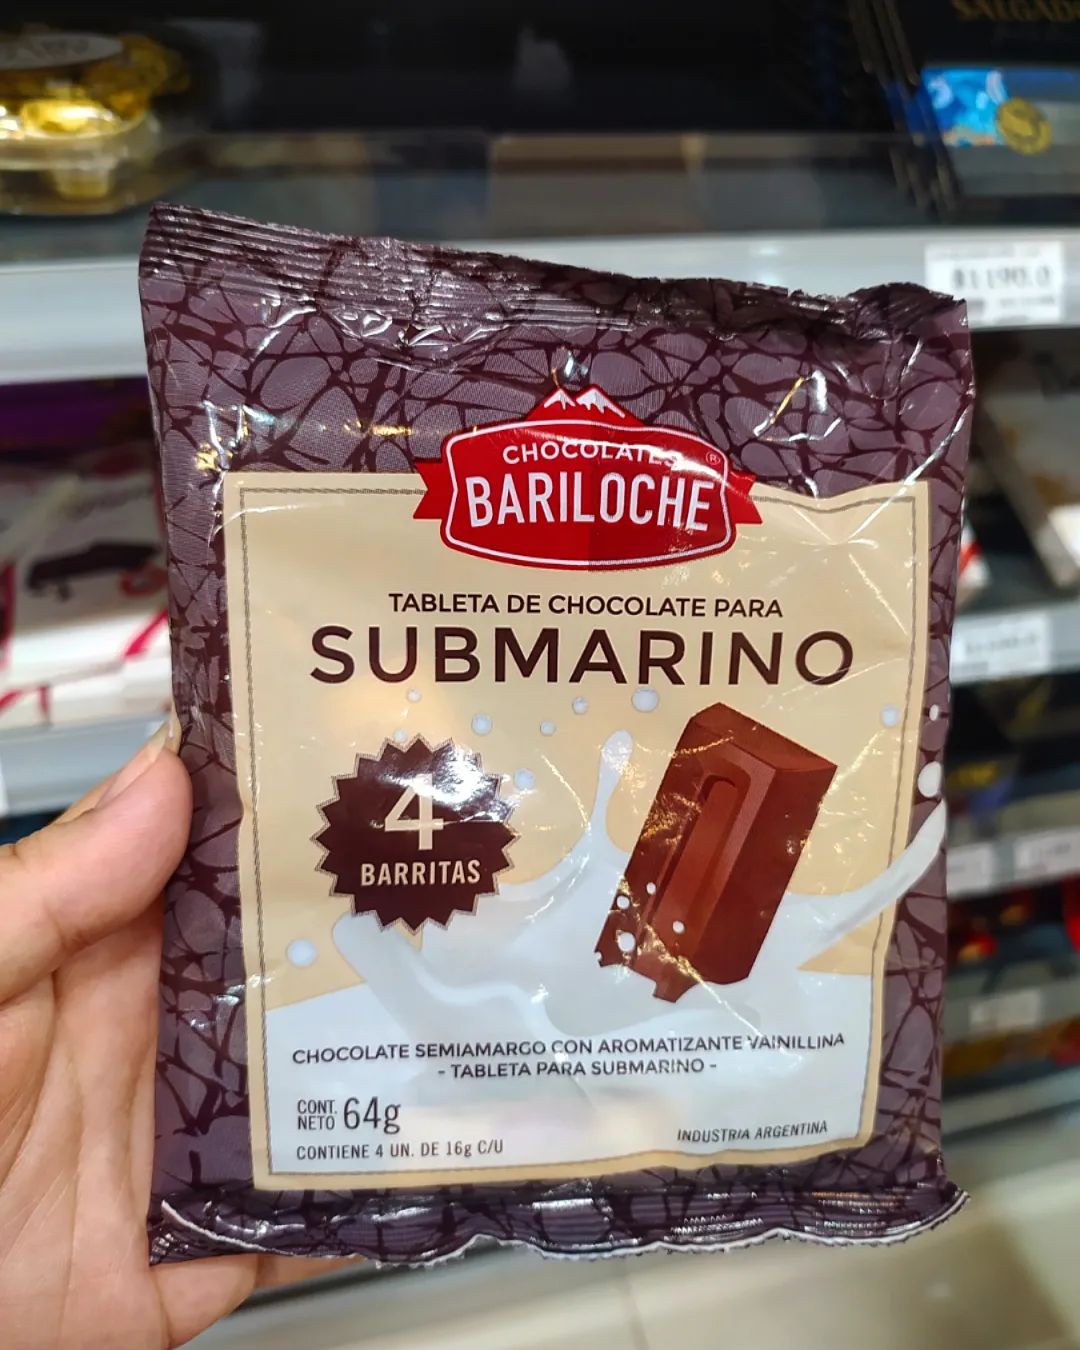 SALGADO
CHOCOLATES ®
BARILOCHE
TABLETA DE CHOCOLATE PARA
SUBMARINO
4
BARRITAS
CHOCOLATE SEMIAMARGO CON AROMATIZANTE VAINILLINA
- TABLETA PARA SUBMARINO -
CONT.
NETO 64g
CONTIENE 4 UN. DE 16g C/U
INDUSTRIA ARGENTINA